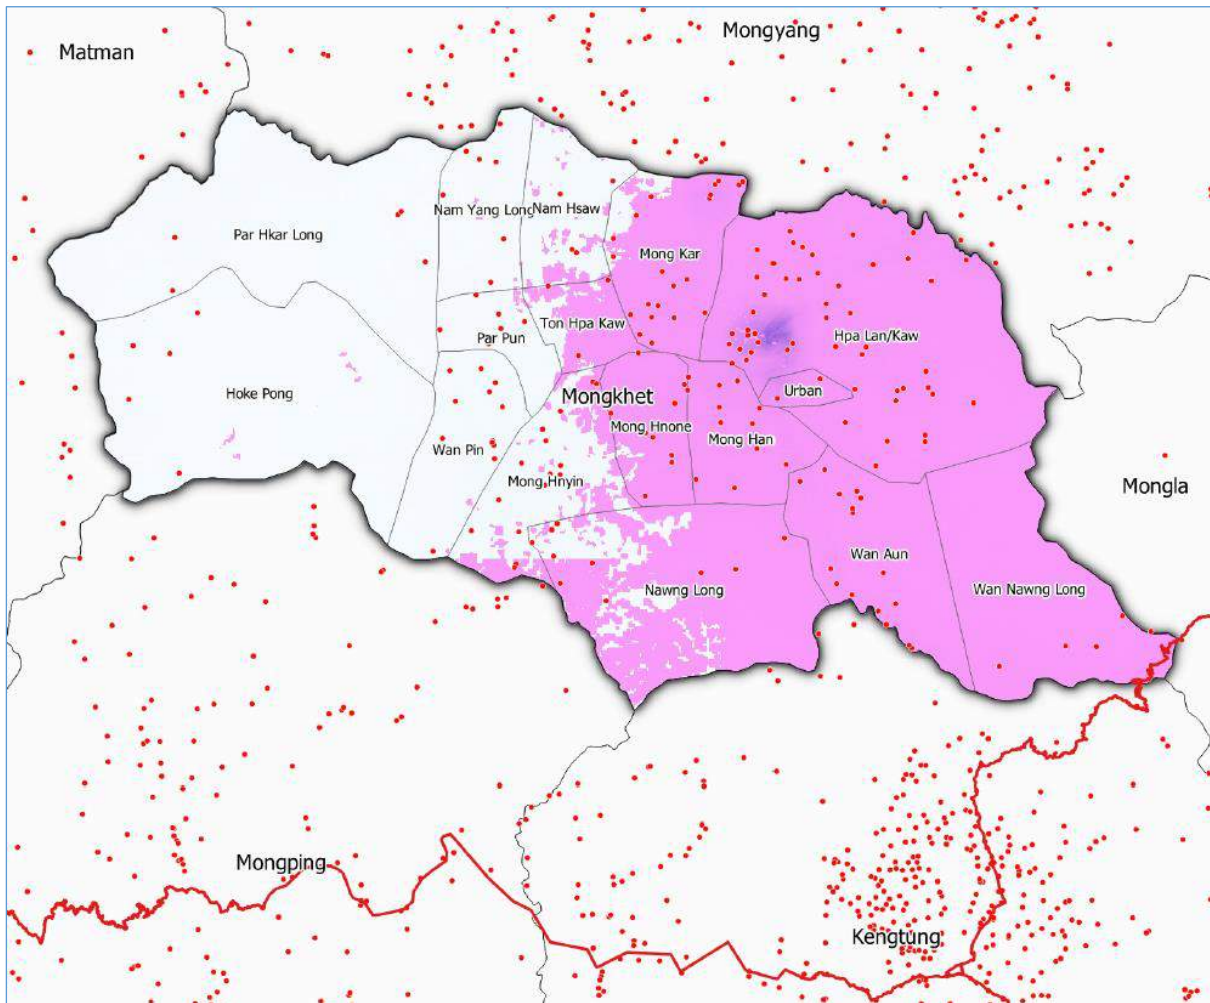 Mongyang
Matman
Nam Yang Long
Nam Hsaw
Par Hkar Long
Mong Kar
Ton Hpa Kaw
Par Pun
Hpa Lan/Kaw
Hoke Pong
Mongkhet
Urban
Mong Hnone
Mong Han
Wan Pin
Mong Hnyin
Mongla
Wan Aun
Nawng Long
Wan Nawng Long
Mongping
Kengtung